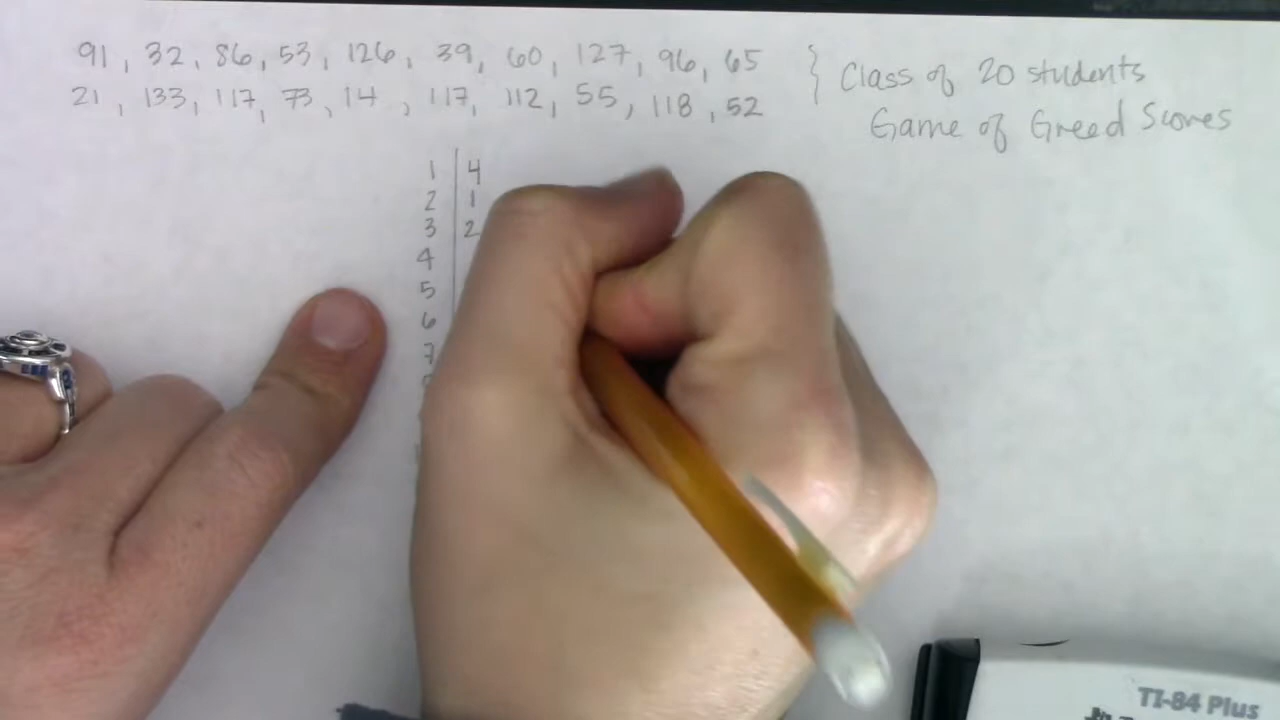 91, 32, 86, 53, 126, 39, 60, 127, 96, 65 } Class of 20 students
21, 133, 117, 73, 14, 117, 112, 55, 118, 52 Game of Greed Scores
1 | 4
2 | 1
3 | 2
4
5
6
7
TI-84 Plus